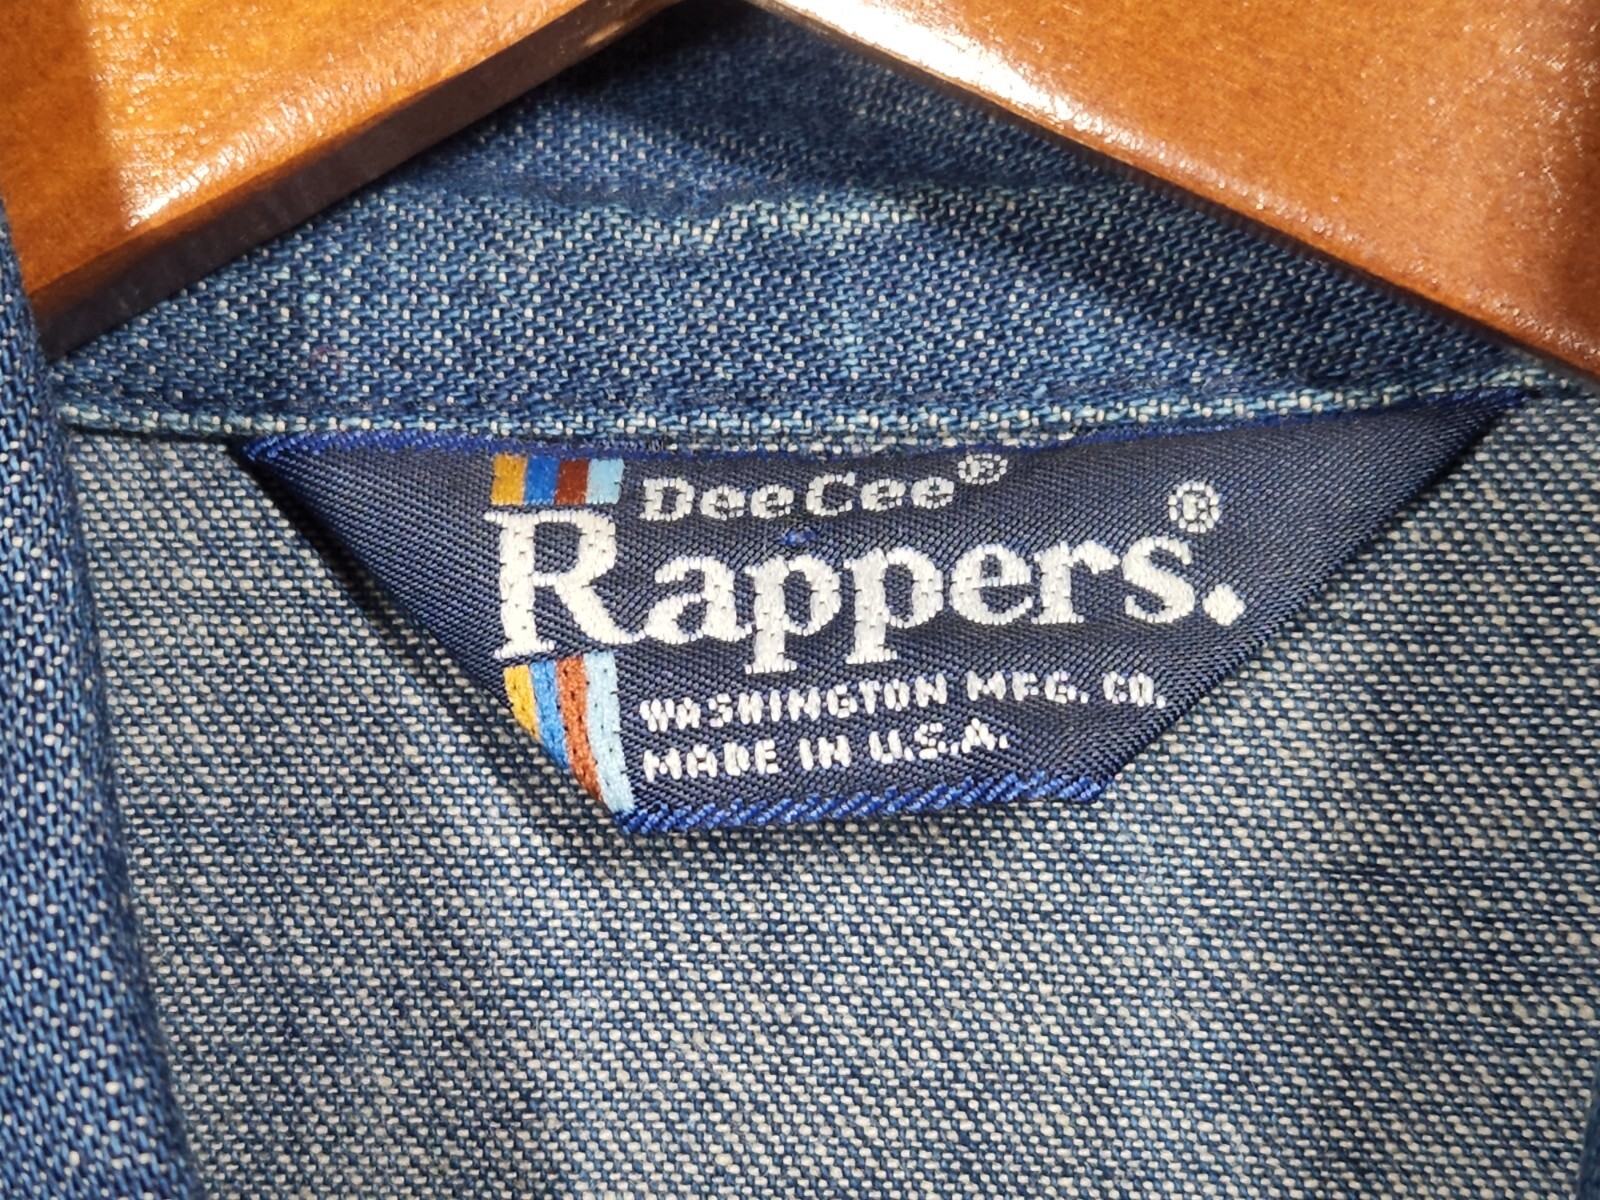 DeeCee®
Rappers.®
WASHINGTON MFG. CO.
MADE IN U.S.A.